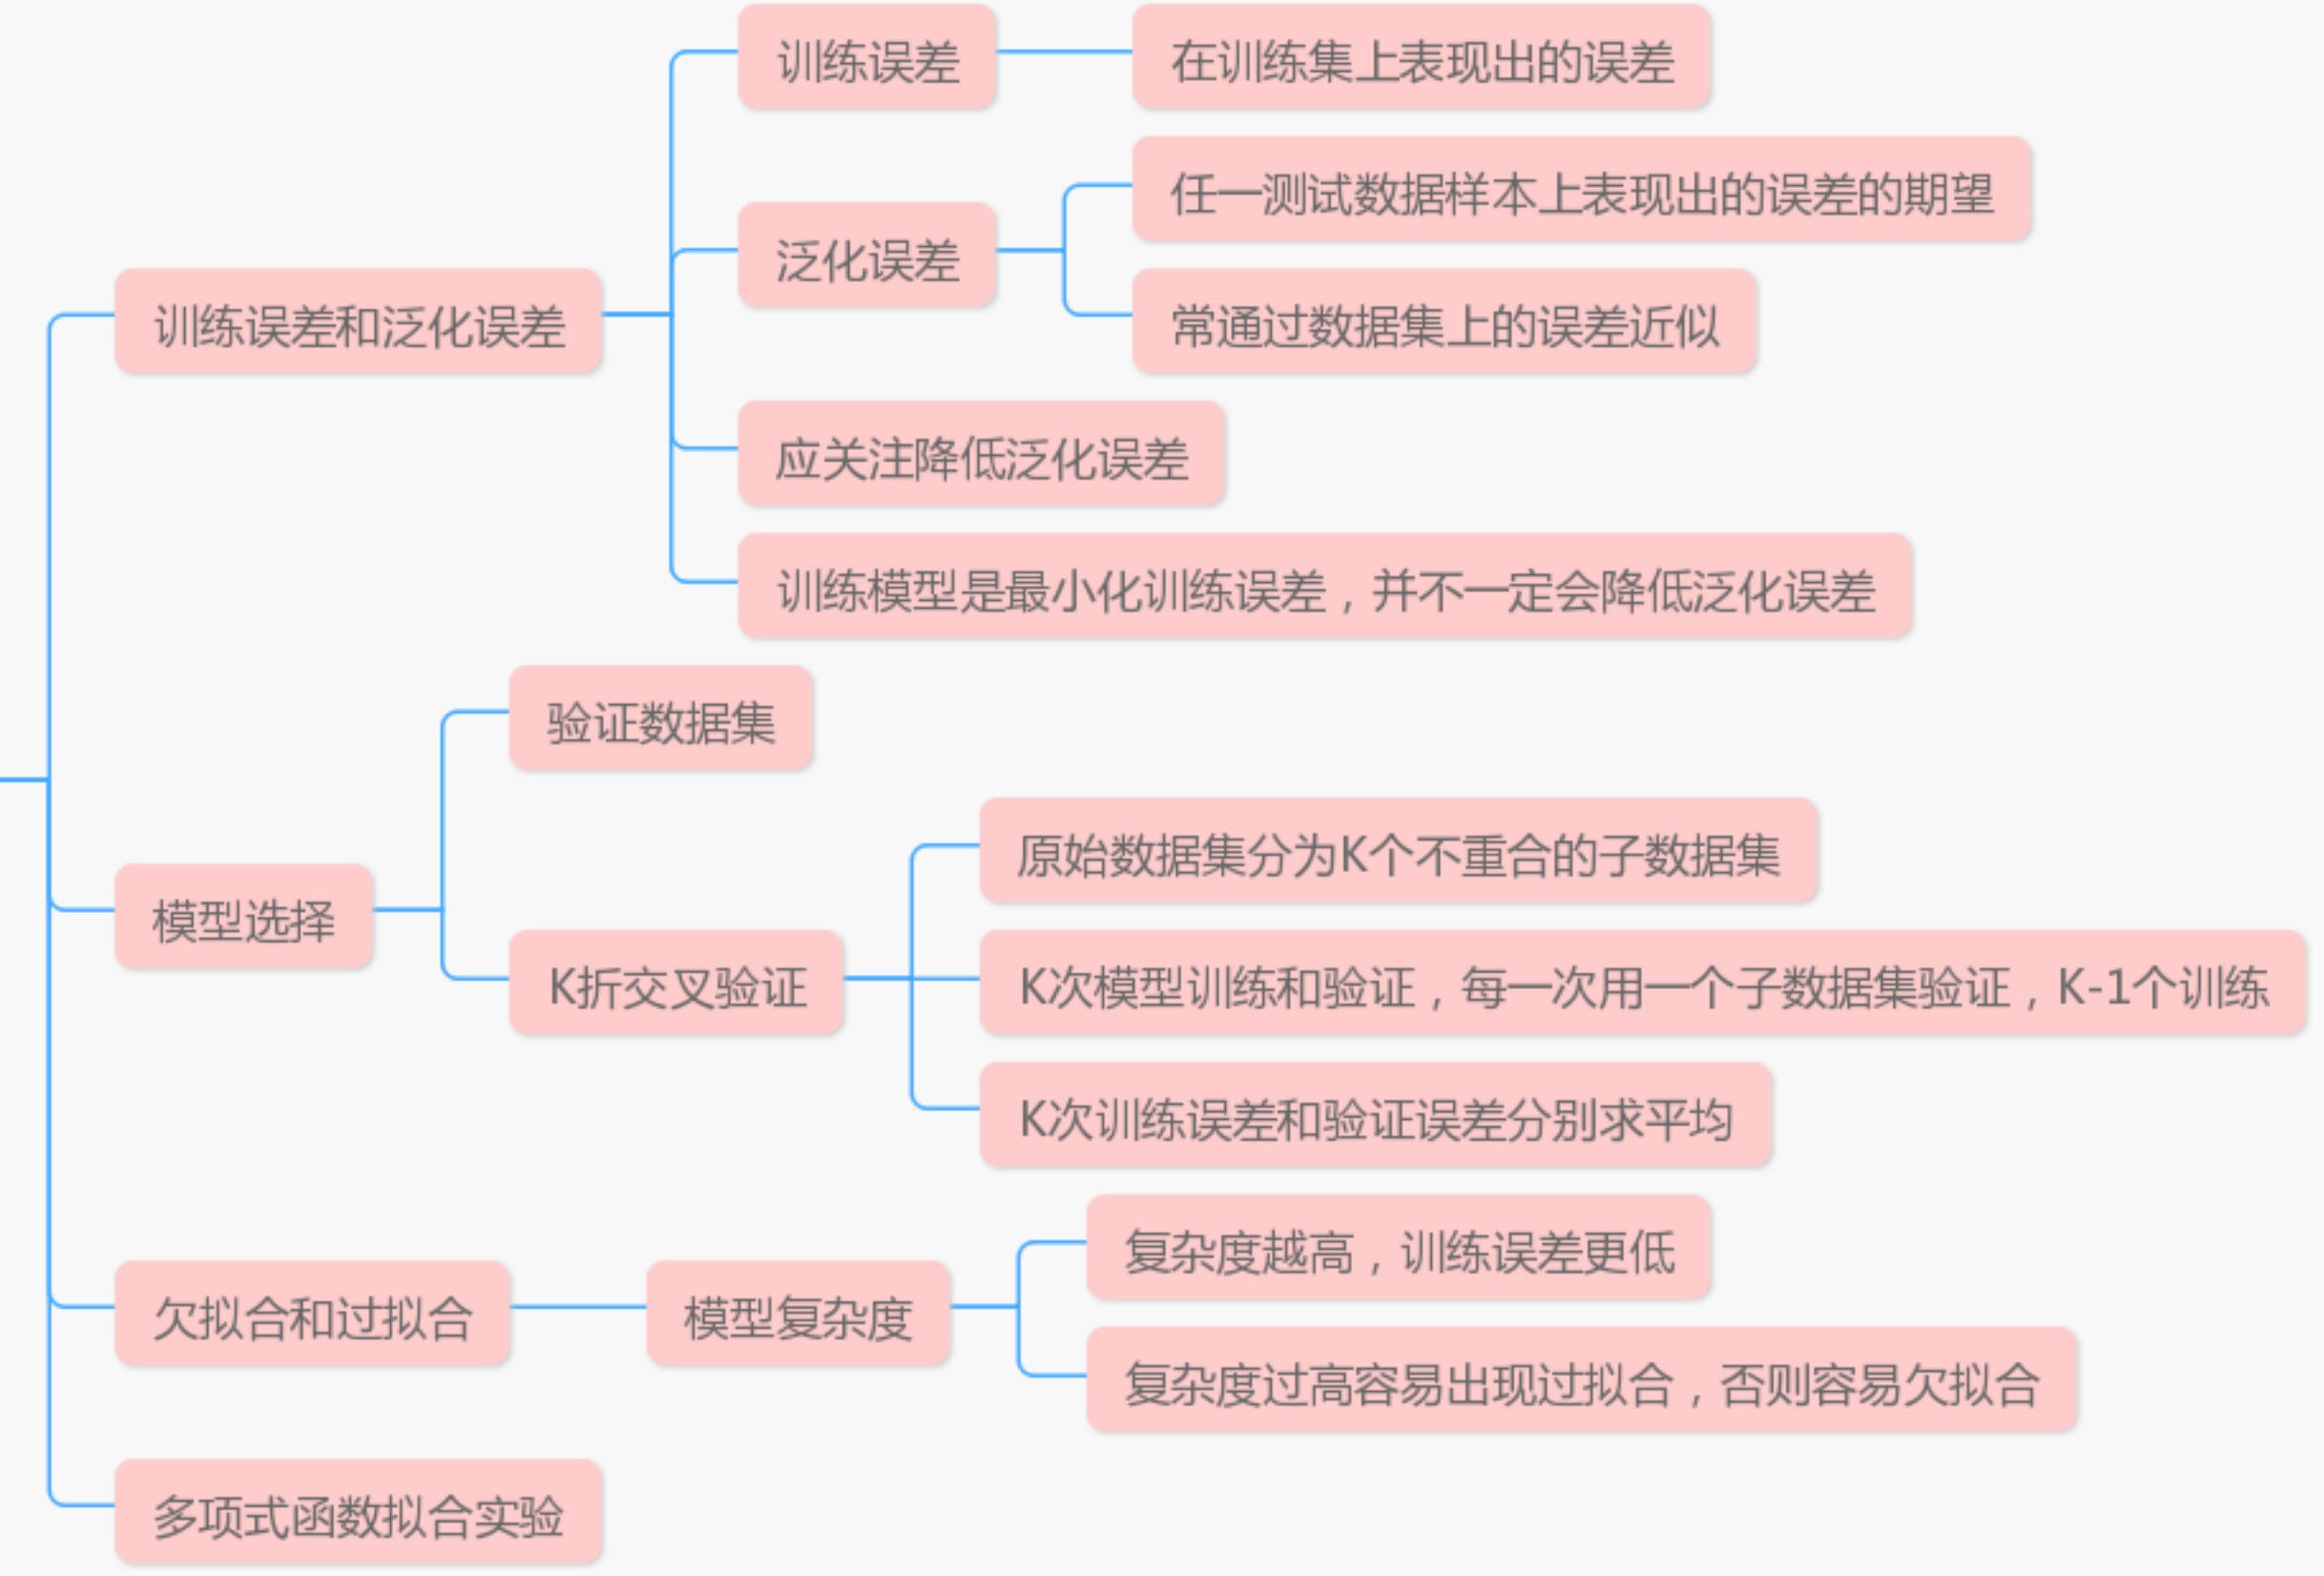 训练误差和泛化误差
训练误差
在训练集上表现出的误差
泛化误差
任一测试数据样本上表现出的误差的期望
常通过数据集上的误差近似
应关注降低泛化误差
训练模型是最小化训练误差，并不一定会降低泛化误差
模型选择
验证数据集
K折交叉验证
原始数据集分为K个不重合的子数据集
K次模型训练和验证，每一次用一个子数据集验证，K-1个训练
K次训练误差和验证误差分别求平均
欠拟合和过拟合
模型复杂度
复杂度越高，训练误差更低
复杂度过高容易出现过拟合，否则容易欠拟合
多项式函数拟合实验